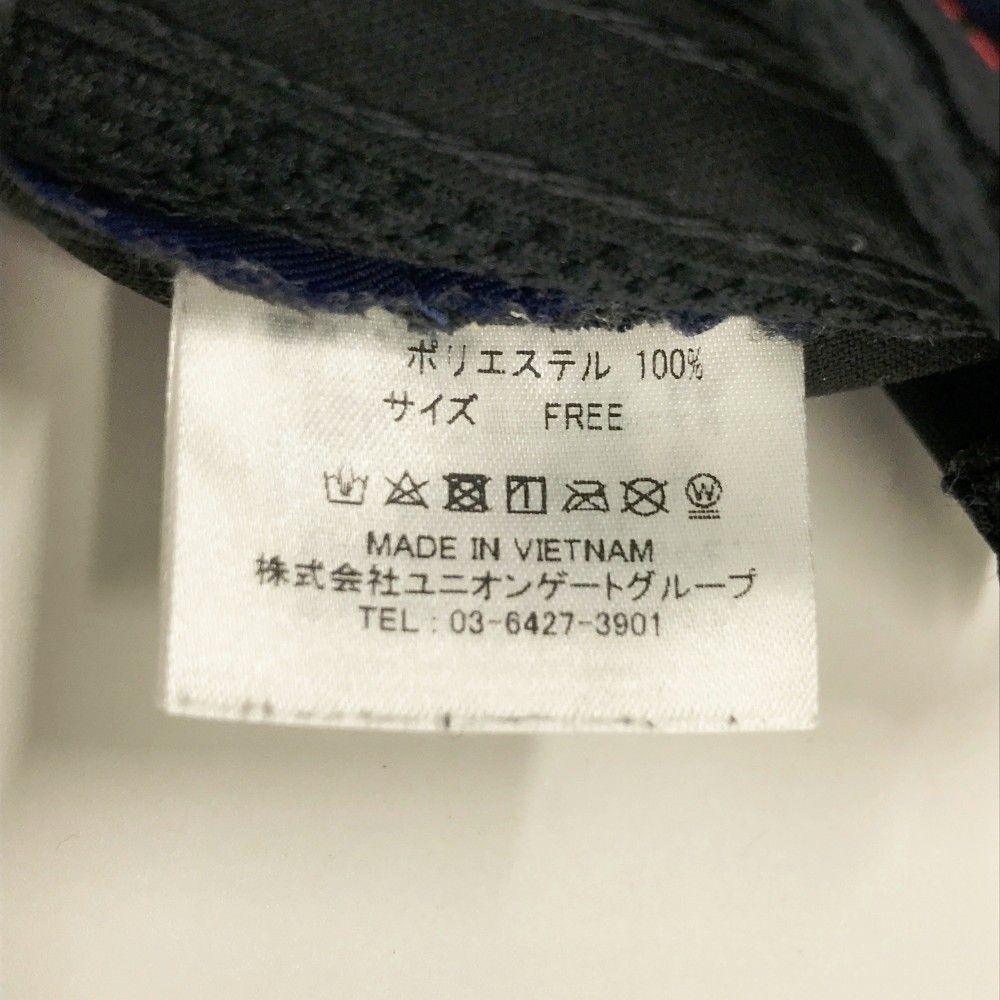 ポリエステル 100%
サイズ FREE
MADE IN VIETNAM
株式会社ユニオンゲートグループ
TEL : 03-6427-3901